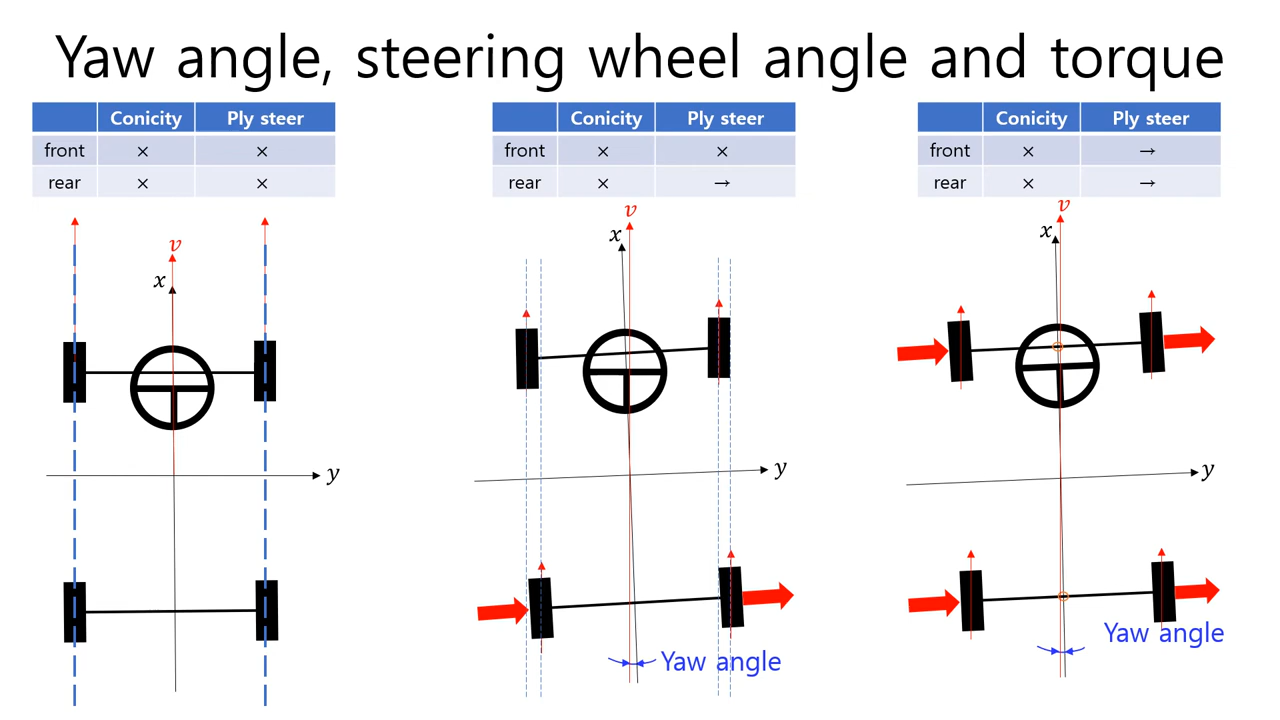 Yaw angle, steering wheel angle and torque
Conicity Ply steer
front × ×
rear × ×
Conicity Ply steer
front × ×
rear × →
Conicity Ply steer
front × →
rear × →
v
x
y
v
x
y
Yaw angle
v
x
y
Yaw angle